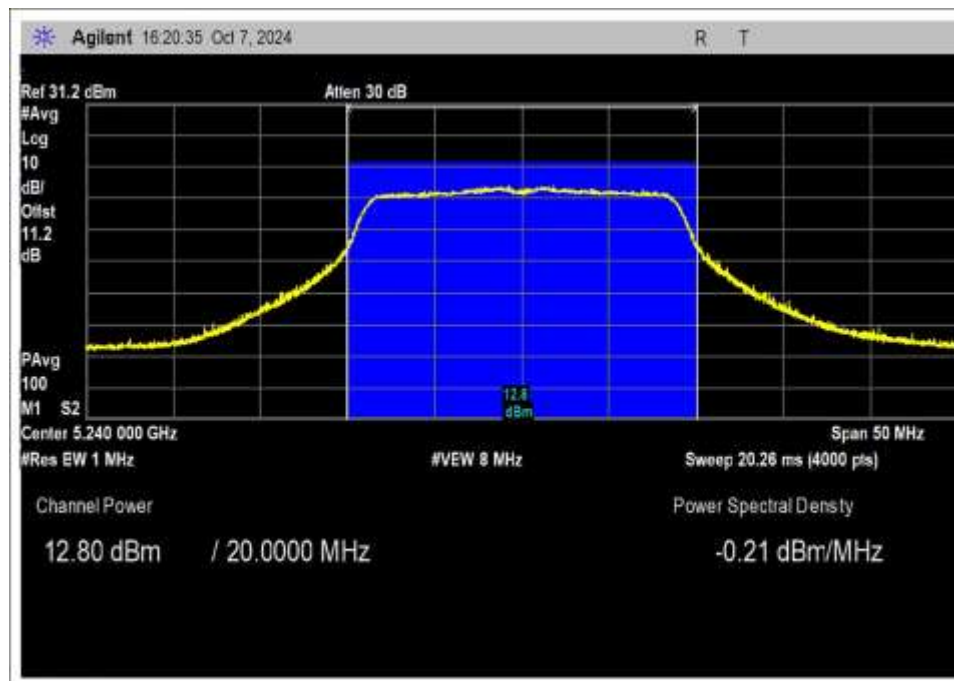 Agilent 16:20:35 Oct 7, 2024
R T
Ref 31.2 dBm
Atten 30 dB
#Avg
Log
10
dB/
Offst
11.2
dB
PAvg
100
M1 S2
12.8
dBm
Center 5.240 000 GHz
Span 50 MHz
#Res BW 1 MHz
#VBW 8 MHz
Sweep 20.26 ms (4000 pts)
Channel Power
Power Spectral Density
12.80 dBm / 20.0000 MHz
-0.21 dBm/MHz